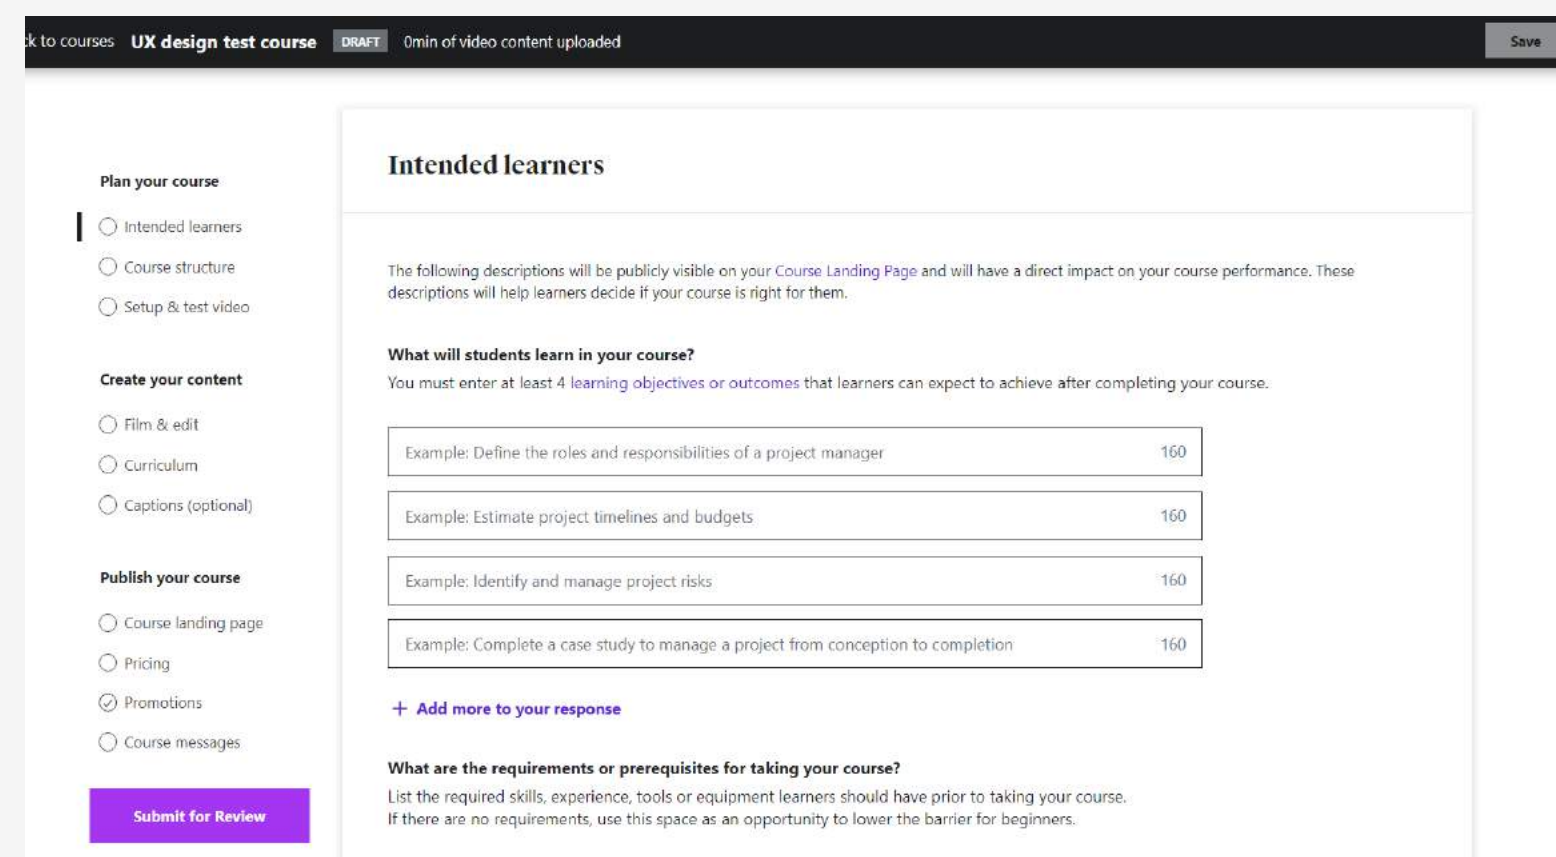 k to courses UX design test course DRAFT 0min of video content uploaded Save
Plan your course
Intended learners
Course structure
Setup & test video
Create your content
Film & edit
Curriculum
Captions (optional)
Publish your course
Course landing page
Pricing
Promotions
Course messages
Submit for Review
Intended learners
The following descriptions will be publicly visible on your Course Landing Page and will have a direct impact on your course performance. These
descriptions will help learners decide if your course is right for them.
What will students learn in your course?
You must enter at least 4 learning objectives or outcomes that learners can expect to achieve after completing your course.
Example: Define the roles and responsibilities of a project manager 160
Example: Estimate project timelines and budgets 160
Example: Identify and manage project risks 160
Example: Complete a case study to manage a project from conception to completion 160
+ Add more to your response
What are the requirements or prerequisites for taking your course?
List the required skills, experience, tools or equipment learners should have prior to taking your course.
If there are no requirements, use this space as an opportunity to lower the barrier for beginners.